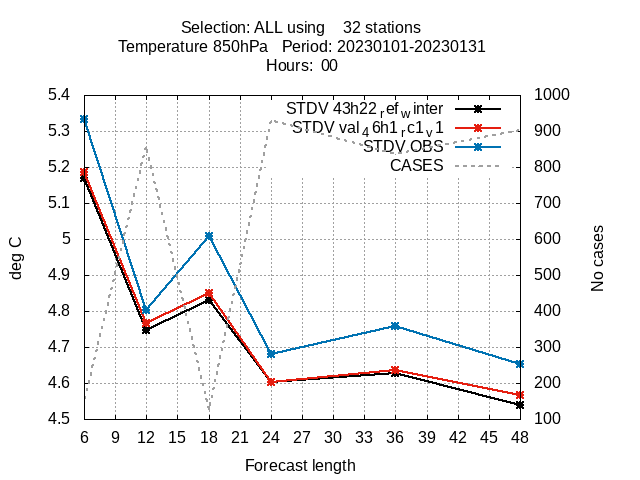 Selection: ALL using    32 stations
Temperature 850hPa   Period: 20230101-20230131
Hours:  00
STDV 43h22refwinter
STDV val46h1rc1v1
STDV OBS
CASES
5.4
5.3
5.2
5.1
5
4.9
4.8
4.7
4.6
4.5
deg C
1000
900
800
700
600
500
400
300
200
100
No cases
6 9 12 15 18 21 24 27 30 33 36 39 42 45 48
Forecast length